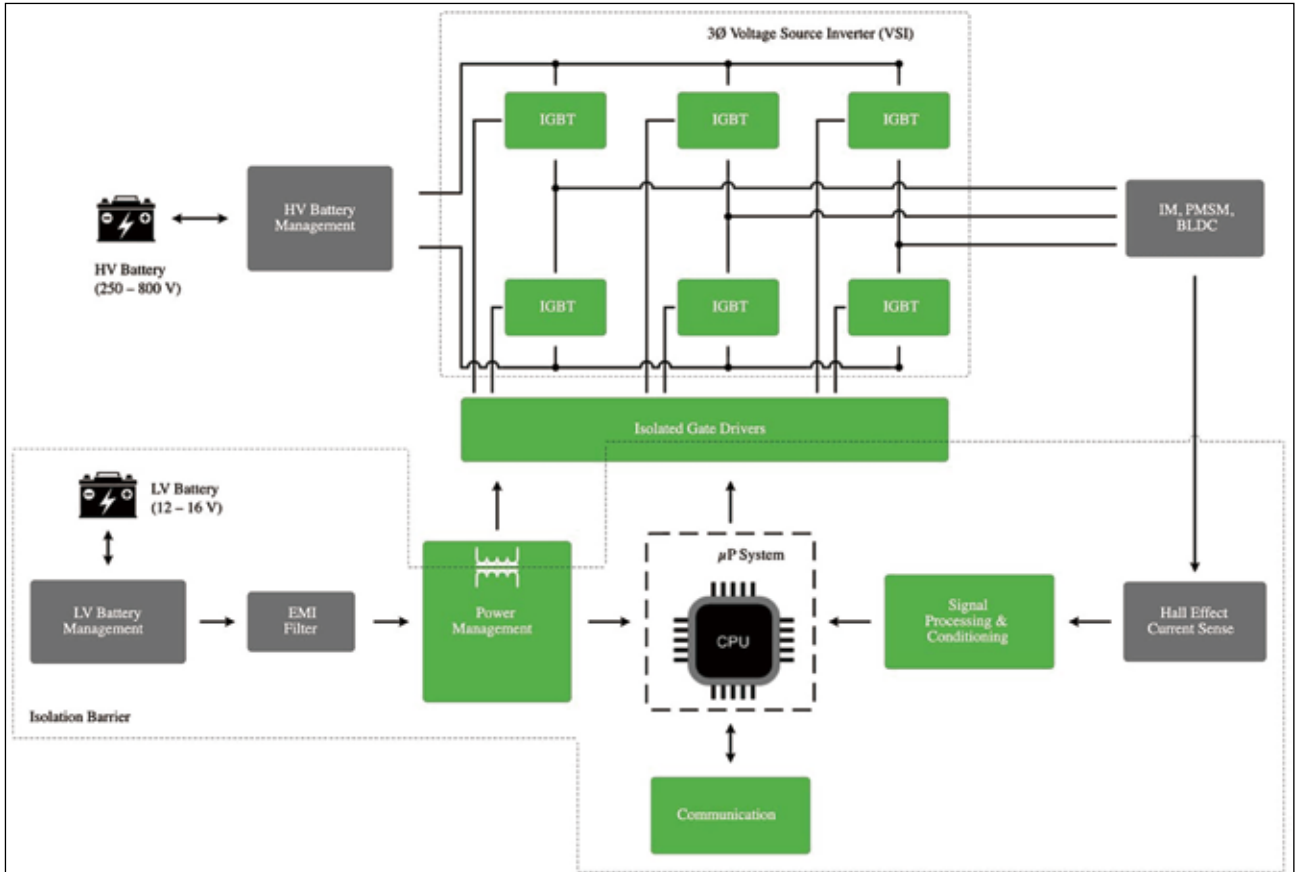 3Ø Voltage Source Inverter (VSI)
IGBT
IGBT
IGBT
HV Battery
Management
IM, PMSM,
BLDC
HV Battery
(250 – 800 V)
IGBT
IGBT
IGBT
Isolated Gate Drivers
LV Battery
(12 – 16 V)
µP System
LV Battery
Management
EMI
Filter
Power
Management
CPU
Signal
Processing &
Conditioning
Hall Effect
Current Sense
Isolation Barrier
Communication